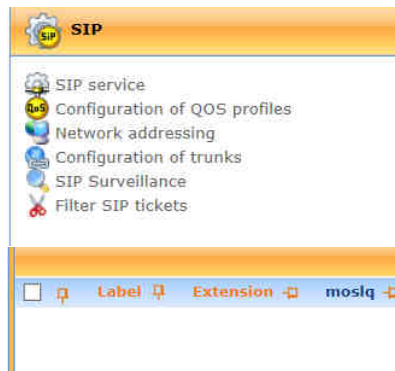 SIP
SIP service
Configuration of QOS profiles
Network addressing
Configuration of trunks
SIP Surveillance
Filter SIP tickets
Label Extension moslq